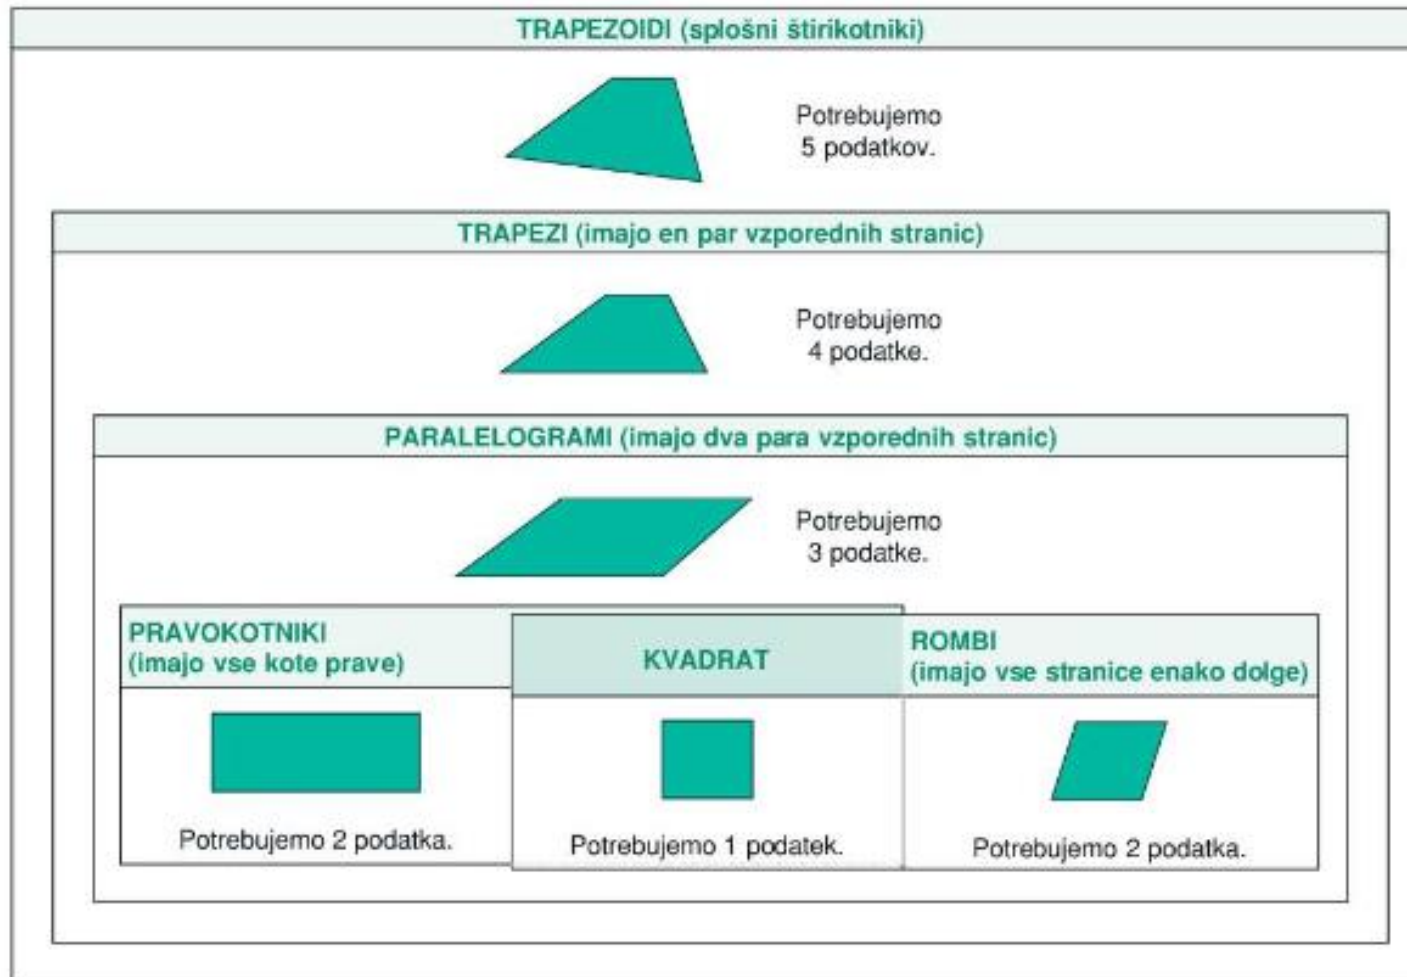 TRAPEZOIDI (splošni štirikotniki)
Potrebujemo
5 podatkov.
TRAPEZI (imajo en par vzporednih stranic)
Potrebujemo
4 podatke.
PARALELOGRAMI (imajo dva para vzporednih stranic)
Potrebujemo
3 podatke.
PRAVOKOTNIKI
(imajo vse kote prave)
KVADRAT
ROMBI
(imajo vse stranice enako dolge)
Potrebujemo 2 podatka.
Potrebujemo 1 podatek.
Potrebujemo 2 podatka.